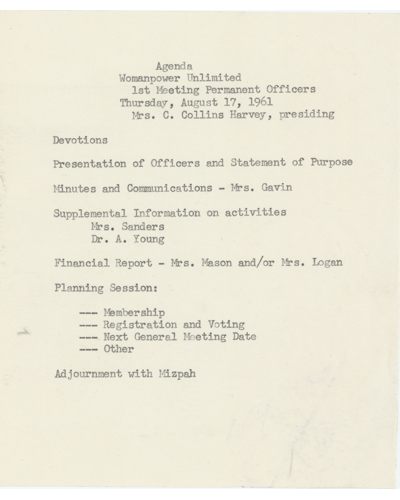 Agenda
Womanpower Unlimited
1st Meeting Permanent Officers
Thursday, August 17, 1961
Mrs. C. Collins Harvey, presiding
Devotions
Presentation of Officers and Statement of Purpose
Minutes and Communications - Mrs. Gavin
Supplemental Information on activities
Mrs. Sanders
Dr. A. Young
Financial Report - Mrs. Mason and/or Mrs. Logan
Planning Session:
--- Membership
--- Registration and Voting
--- Next General Meeting Date
--- Other
Adjournment with Mizpah